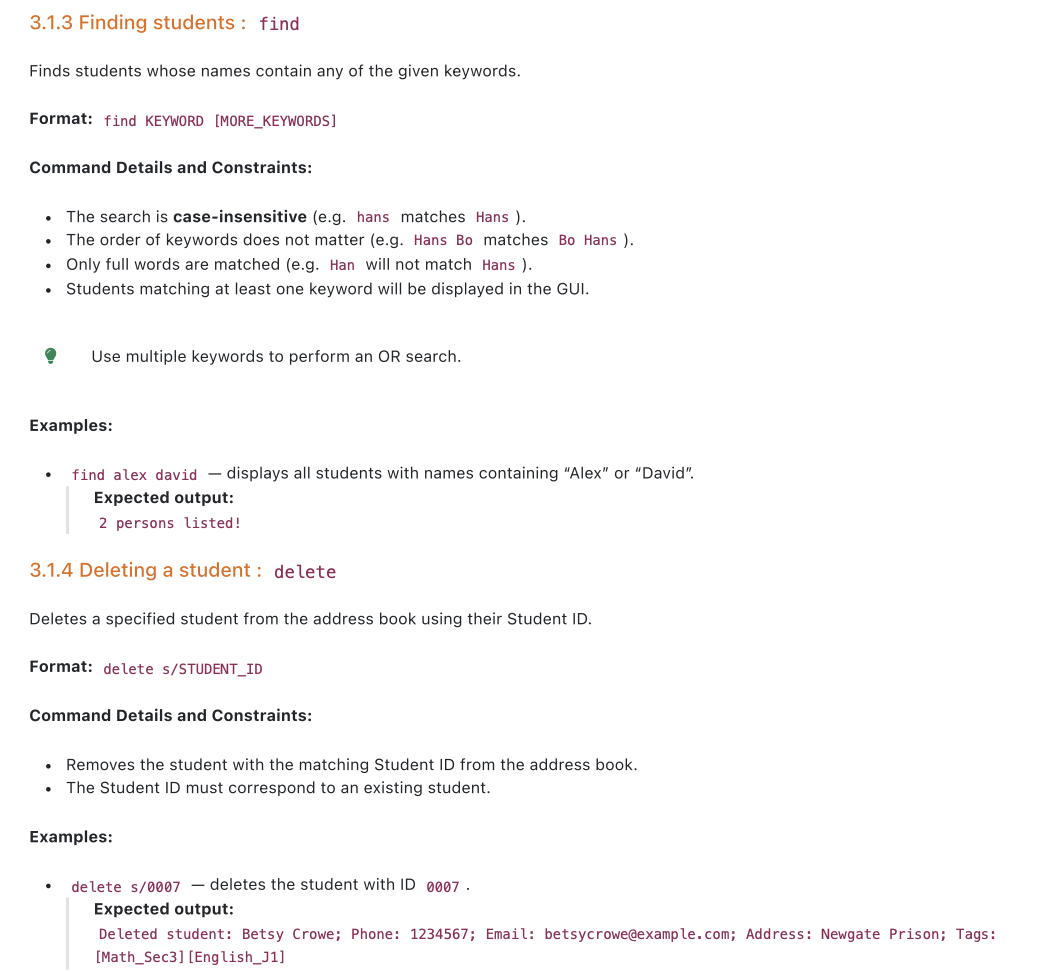 3.1.3 Finding students : find
Finds students whose names contain any of the given keywords.
Format: find KEYWORD [MORE_KEYWORDS]
Command Details and Constraints:
• The search is case-insensitive (e.g. hans matches Hans ).
• The order of keywords does not matter (e.g. Hans Bo matches Bo Hans ).
• Only full words are matched (e.g. Han will not match Hans ).
• Students matching at least one keyword will be displayed in the GUI.
Use multiple keywords to perform an OR search.
Examples:
• find alex david — displays all students with names containing “Alex” or “David”.
Expected output:
2 persons listed!
3.1.4 Deleting a student : delete
Deletes a specified student from the address book using their Student ID.
Format: delete s/STUDENT_ID
Command Details and Constraints:
• Removes the student with the matching Student ID from the address book.
• The Student ID must correspond to an existing student.
Examples:
• delete s/0007 — deletes the student with ID 0007 .
Expected output:
Deleted student: Betsy Crowe; Phone: 1234567; Email: betsycrowe@example.com; Address: Newgate Prison; Tags:
[Math_Sec3][English_J1]